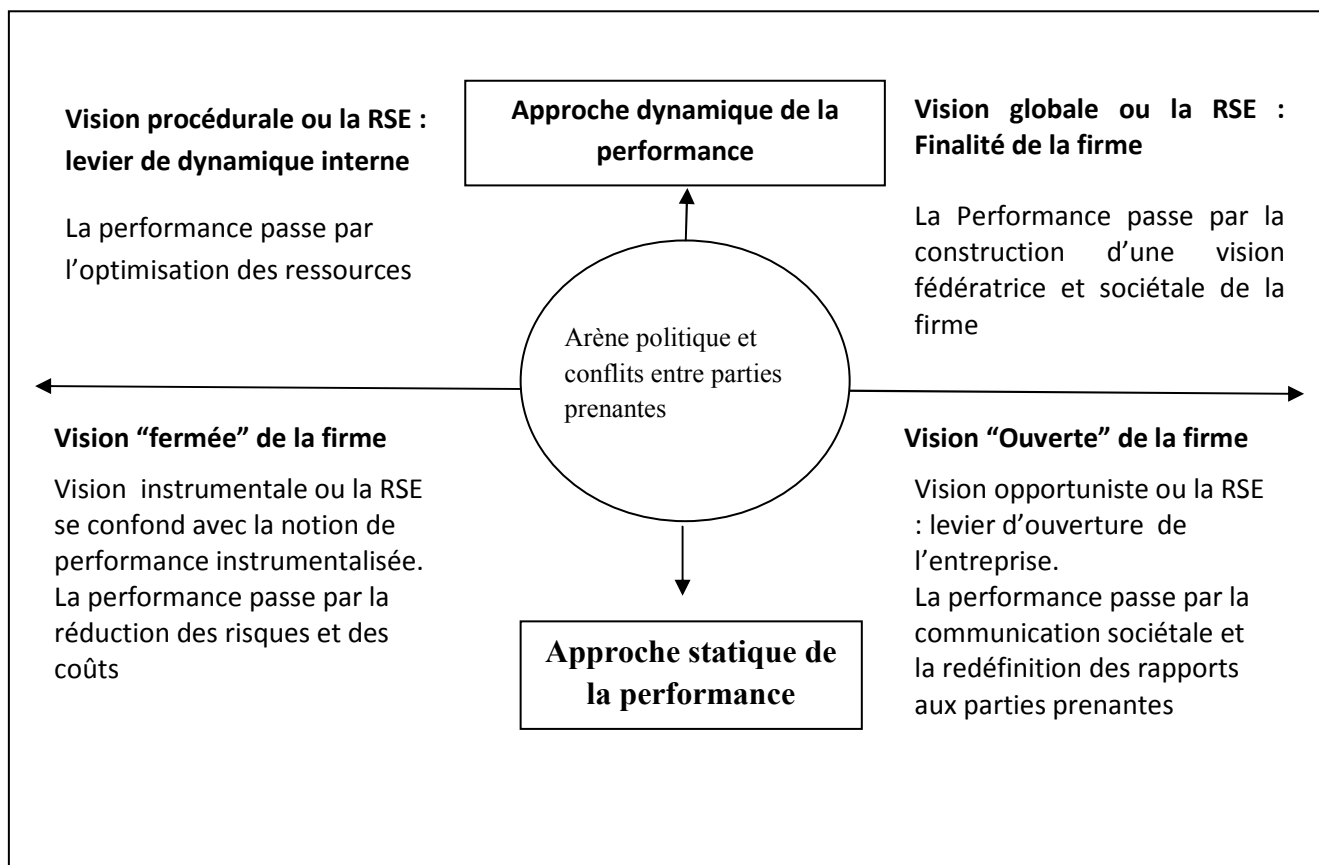 Vision procédurale ou la RSE :
levier de dynamique interne
La performance passe par
l’optimisation des ressources
Approche dynamique de la
performance
Vision globale ou la RSE :
Finalité de la firme
La Performance passe par la
construction d’une vision
fédératrice et sociétale de la
firme
Arène politique et
conflits entre parties
prenantes
Vision “fermée” de la firme
Vision instrumentale ou la RSE
se confond avec la notion de
performance instrumentalisée.
La performance passe par la
réduction des risques et des
coûts
Vision “Ouverte” de la firme
Vision opportuniste ou la RSE
: levier d’ouverture de
l’entreprise.
La performance passe par la
communication sociétale et
la redéfinition des rapports
aux parties prenantes
Approche statique de
la performance